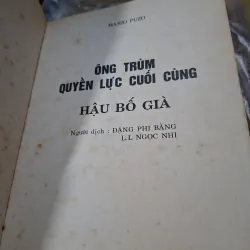 MARIO PUZO
ÔNG TRÙM
QUYỀN LỰC CUỐI CÙNG
HẬU BỐ GIÀ
Người dịch : ĐẶNG PHI BẰNG
L.L NGỌC NHI